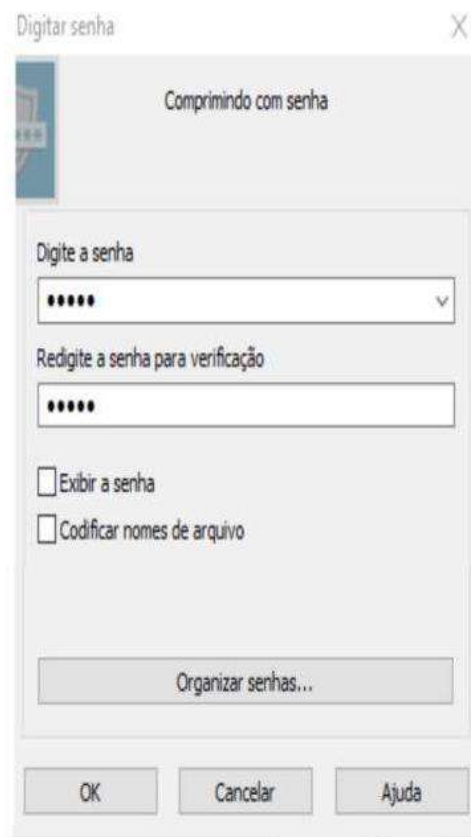 Digitar senha
Comprimindo com senha
Digite a senha
•••••
Redigite a senha para verificação
•••••
Exibir a senha
Codificar nomes de arquivo
Organizar senhas...
OK
Cancelar
Ajuda